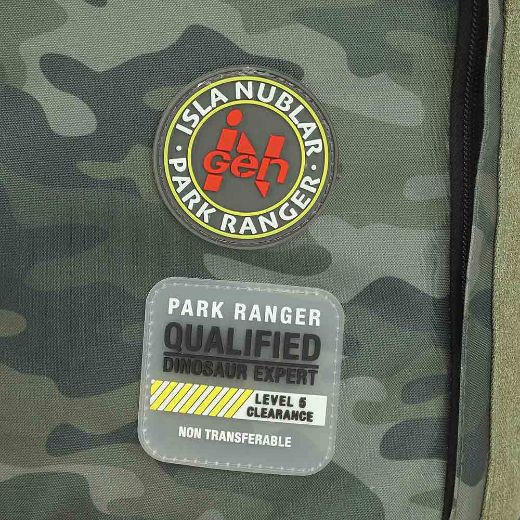 · ISLA NUBLAR ·
PARK RANGER
InGen
PARK RANGER
QUALIFIED
DINOSAUR EXPERT
LEVEL 5
CLEARANCE
NON TRANSFERABLE